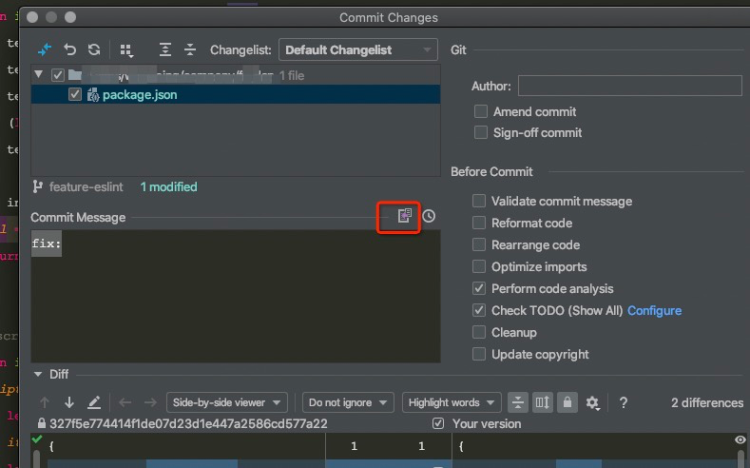 Commit Changes
Changelist: Default Changelist
Git
1 file
package.json
Author:
Amend commit
Sign-off commit
feature-eslint 1 modified
Before Commit
Validate commit message
Commit Message
Reformat code
fix:
Rearrange code
Optimize imports
Perform code analysis
Check TODO (Show All) Configure
Cleanup
Update copyright
Diff
Side-by-side viewer Do not ignore Highlight words ? 2 differences
327f5e774414f1de07d23d1e447a2586cd577a22 Your version
{ 1 1 {